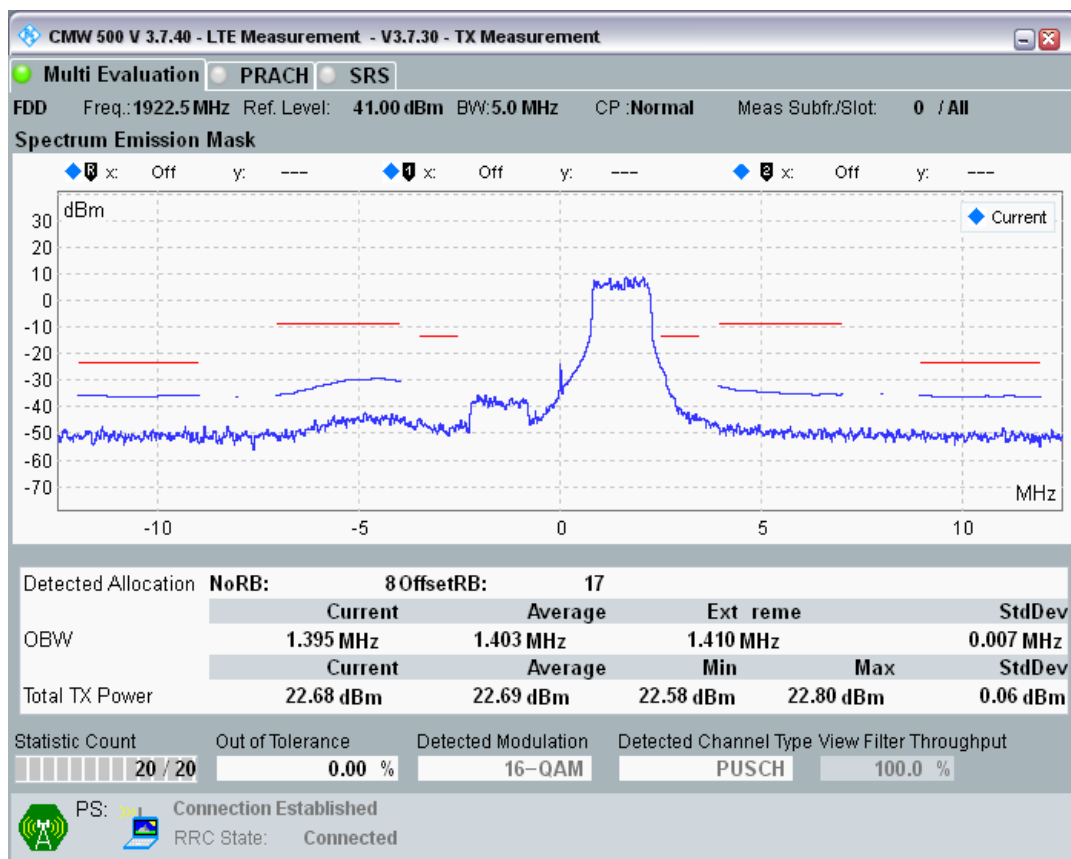 CMW 500 V 3.7.40 - LTE Measurement - V3.7.30 - TX Measurement
Multi Evaluation PRACH SRS
FDD Freq.: 1922.5 MHz Ref. Level: 41.00 dBm BW: 5.0 MHz CP : Normal Meas Subfr./Slot: 0 / All
Spectrum Emission Mask
R x: Off y: --- 1 x: Off y: --- 2 x: Off y: ---
dBm
Current
30
20
10
0
-10
-20
-30
-40
-50
-60
-70
MHz
-10 -5 0 5 10
Detected Allocation NoRB: 8 OffsetRB: 17
Current Average Ext reme StdDev
OBW 1.395 MHz 1.403 MHz 1.410 MHz 0.007 MHz
Current Average Min Max StdDev
Total TX Power 22.68 dBm 22.69 dBm 22.58 dBm 22.80 dBm 0.06 dBm
Statistic Count Out of Tolerance Detected Modulation Detected Channel Type View Filter Throughput
20 / 20 0.00 % 16-QAM PUSCH 100.0 %
PS: Connection Established
RRC State: Connected